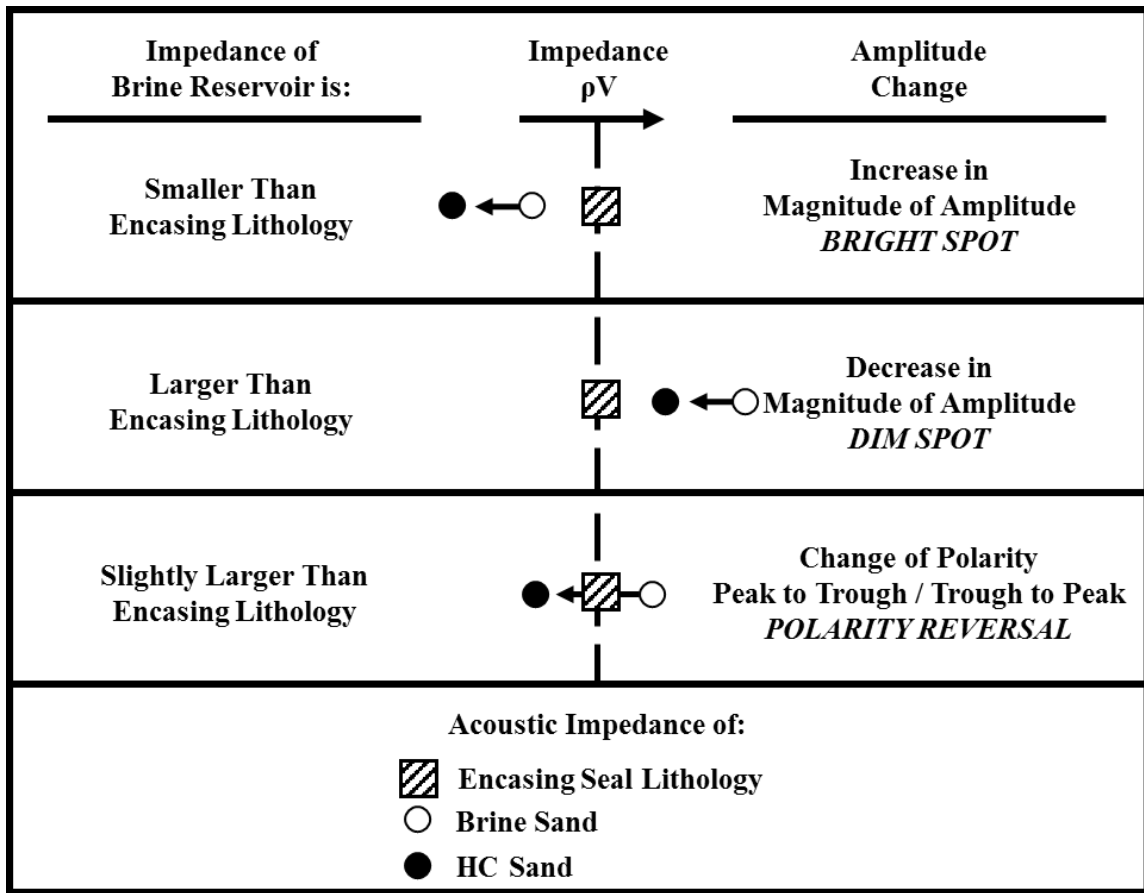 Impedance of
Brine Reservoir is:
Impedance
ρV
Amplitude
Change
Smaller Than
Encasing Lithology
Increase in
Magnitude of Amplitude
BRIGHT SPOT
Larger Than
Encasing Lithology
Decrease in
Magnitude of Amplitude
DIM SPOT
Slightly Larger Than
Encasing Lithology
Change of Polarity
Peak to Trough / Trough to Peak
POLARITY REVERSAL
Acoustic Impedance of:
Encasing Seal Lithology
Brine Sand
HC Sand